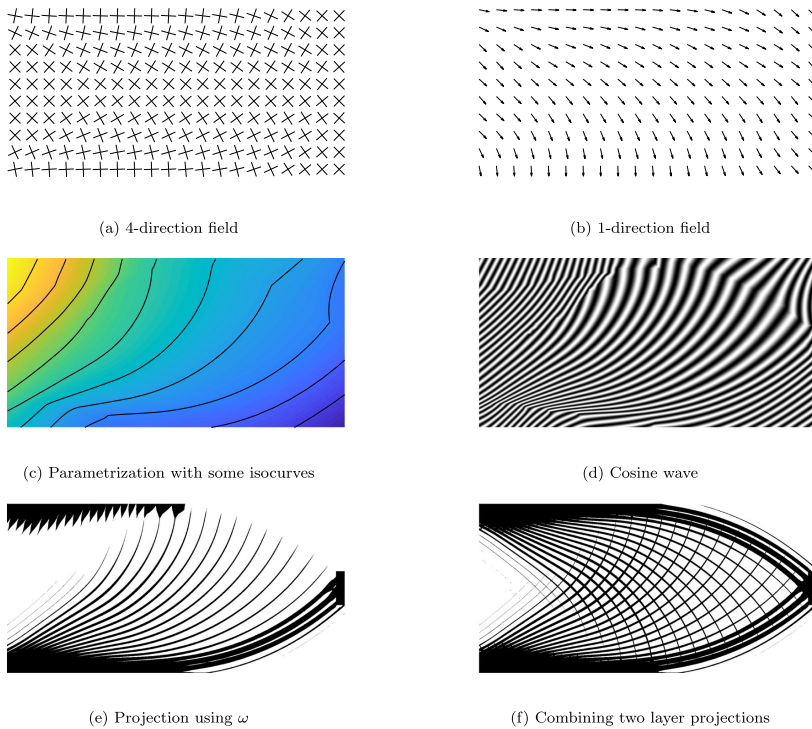 (a) 4-direction field
(b) 1-direction field
(c) Parametrization with some isocurves
(d) Cosine wave
(e) Projection using ω
(f) Combining two layer projections